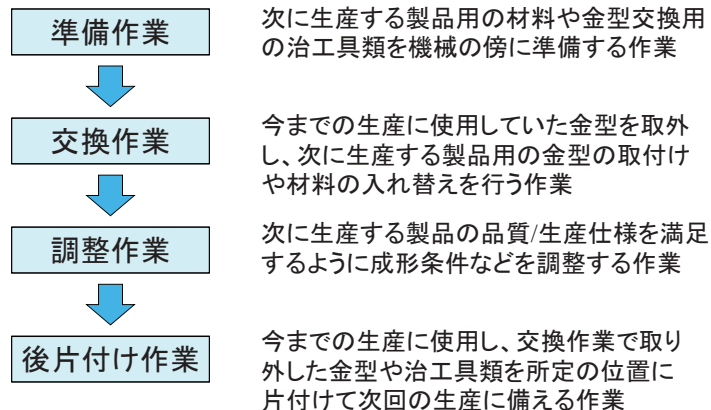 準備作業
次に生産する製品用の材料や金型交換用
の治工具類を機械の傍に準備する作業
交換作業
今までの生産に使用していた金型を取外
し、次に生産する製品用の金型の取付け
や材料の入れ替えを行う作業
調整作業
次に生産する製品の品質/生産仕様を満足
するように成形条件などを調整する作業
後片付け作業
今までの生産に使用し、交換作業で取り
外した金型や治工具類を所定の位置に
片付けて次回の生産に備える作業